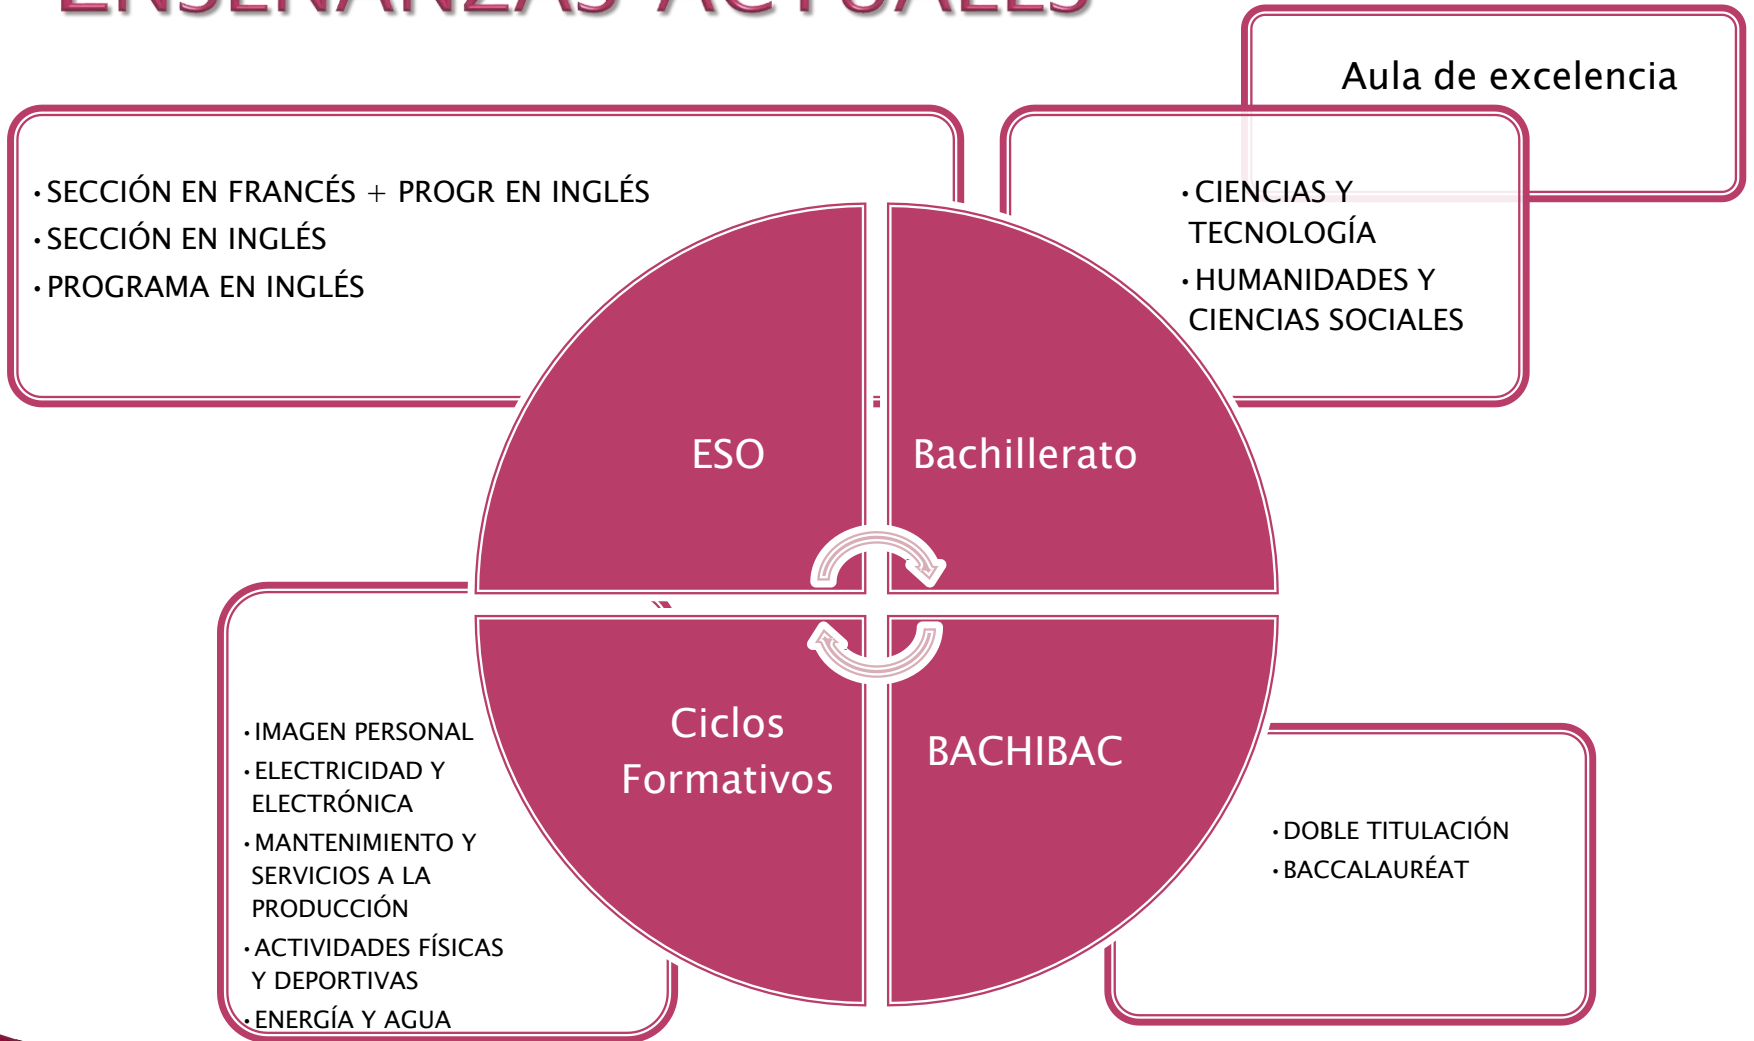 ENSEÑANZAS ACTUALES
Aula de excelencia
•SECCIÓN EN FRANCÉS + PROGR EN INGLÉS
•SECCIÓN EN INGLÉS
•PROGRAMA EN INGLÉS
•CIENCIAS Y
TECNOLOGÍA
•HUMANIDADES Y
CIENCIAS SOCIALES
ESO
Bachillerato
Ciclos
Formativos
BACHIBAC
•IMAGEN PERSONAL
•ELECTRICIDAD Y
ELECTRÓNICA
•MANTENIMIENTO Y
SERVICIOS A LA
PRODUCCIÓN
•ACTIVIDADES FÍSICAS
Y DEPORTIVAS
•ENERGÍA Y AGUA
•DOBLE TITULACIÓN
•BACCALAURÉAT